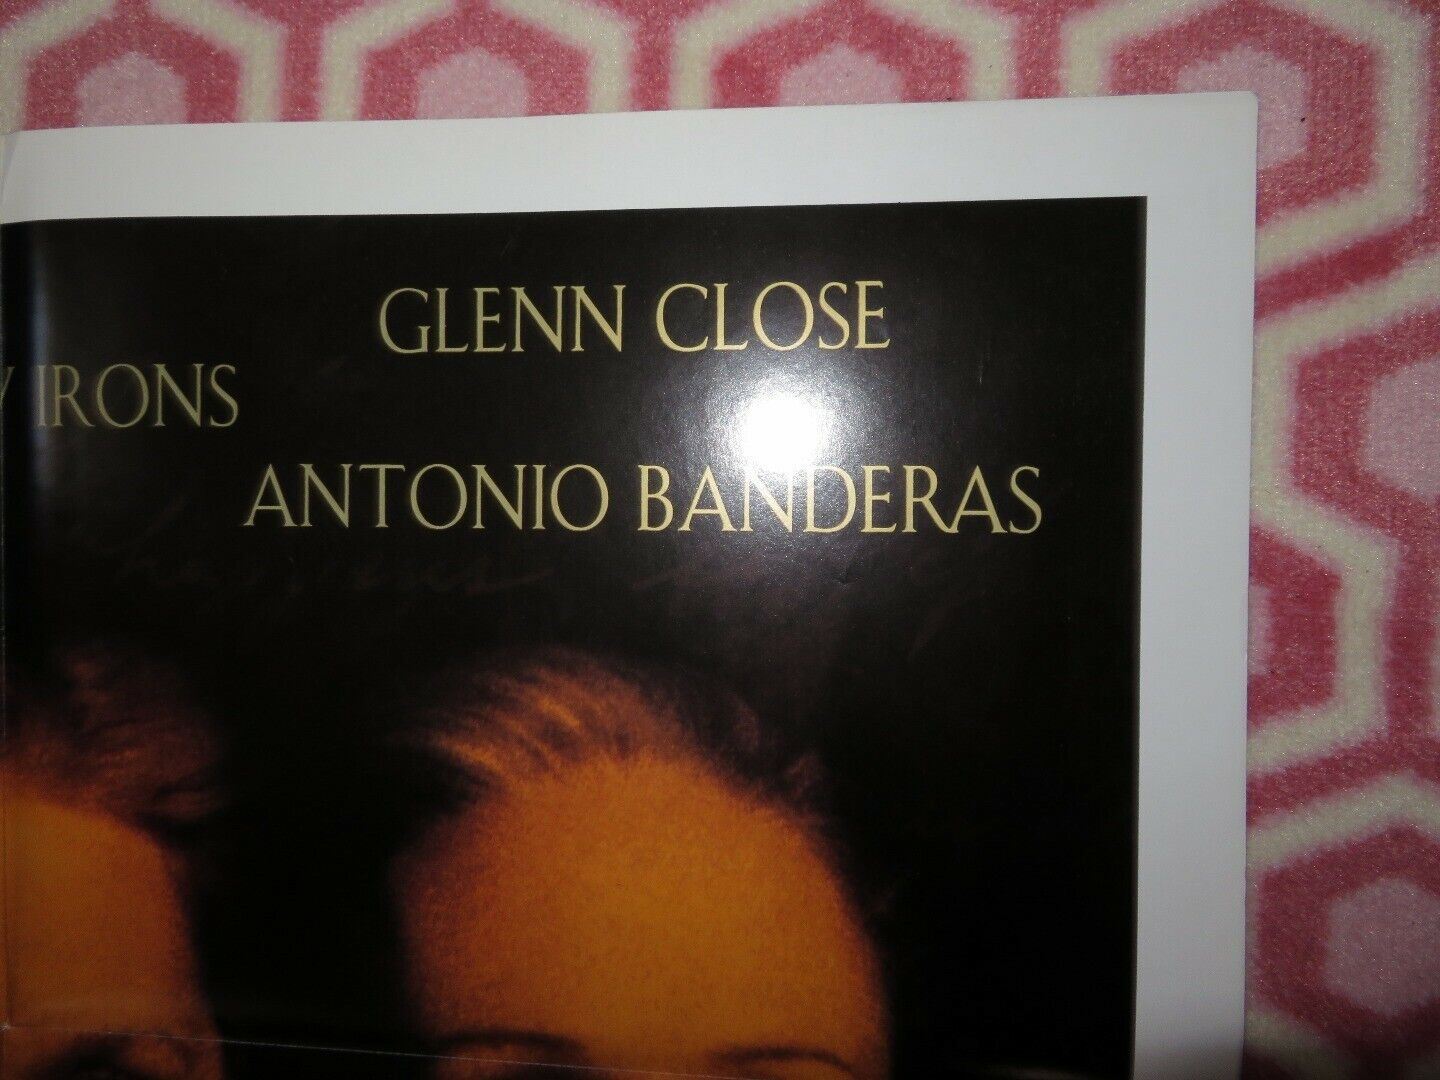 GLENN CLOSE
Y IRONS
ANTONIO BANDERAS